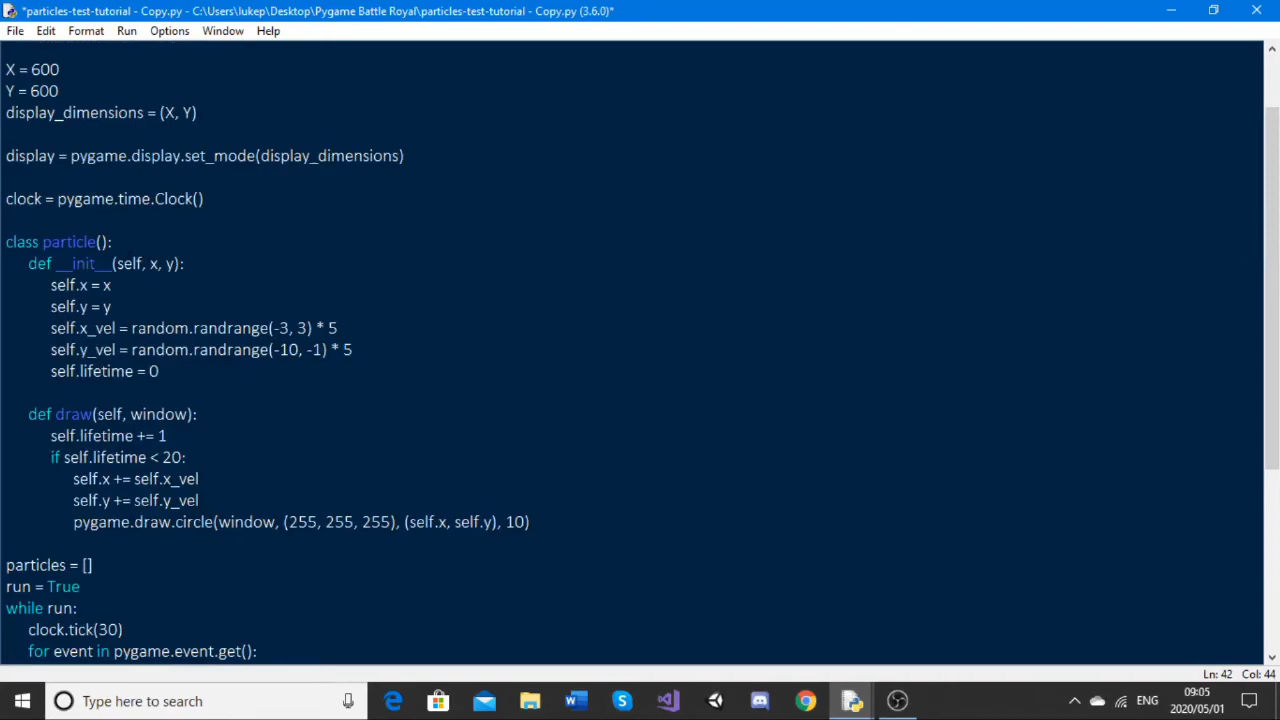 *particles-test-tutorial - Copy.py - C:\Users\lukep\Desktop\Pygame Battle Royal\particles-test-tutorial - Copy.py (3.6.0)*
File Edit Format Run Options Window Help
X = 600
Y = 600
display_dimensions = (X, Y)
display = pygame.display.set_mode(display_dimensions)
clock = pygame.time.Clock()
class particle():
    def __init__(self, x, y):
        self.x = x
        self.y = y
        self.x_vel = random.randrange(-3, 3) * 5
        self.y_vel = random.randrange(-10, -1) * 5
        self.lifetime = 0
    def draw(self, window):
        self.lifetime += 1
        if self.lifetime < 20:
            self.x += self.x_vel
            self.y += self.y_vel
            pygame.draw.circle(window, (255, 255, 255), (self.x, self.y), 10)
particles = []
run = True
while run:
    clock.tick(30)
    for event in pygame.event.get():
Ln: 42 Col: 44
Type here to search
ENG
09:05
2020/05/01